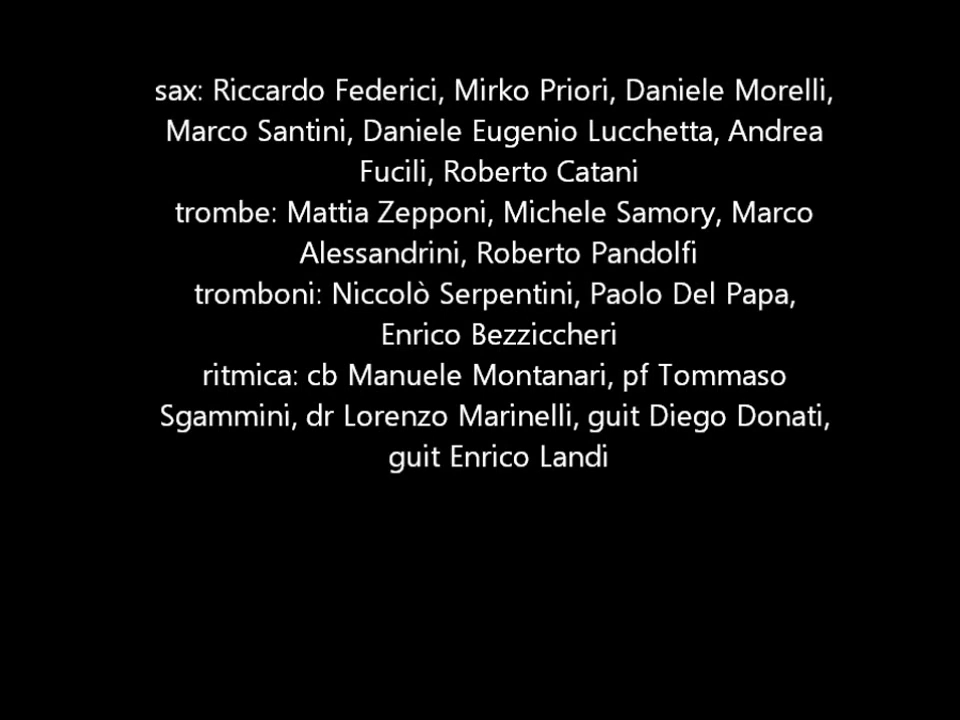 sax: Riccardo Federici, Mirko Priori, Daniele Morelli,
Marco Santini, Daniele Eugenio Lucchetta, Andrea
Fucili, Roberto Catani
trombe: Mattia Zepponi, Michele Samory, Marco
Alessandrini, Roberto Pandolfi
tromboni: Niccolò Serpentini, Paolo Del Papa,
Enrico Bezziccheri
ritmica: cb Manuele Montanari, pf Tommaso
Sgammini, dr Lorenzo Marinelli, guit Diego Donati,
guit Enrico Landi